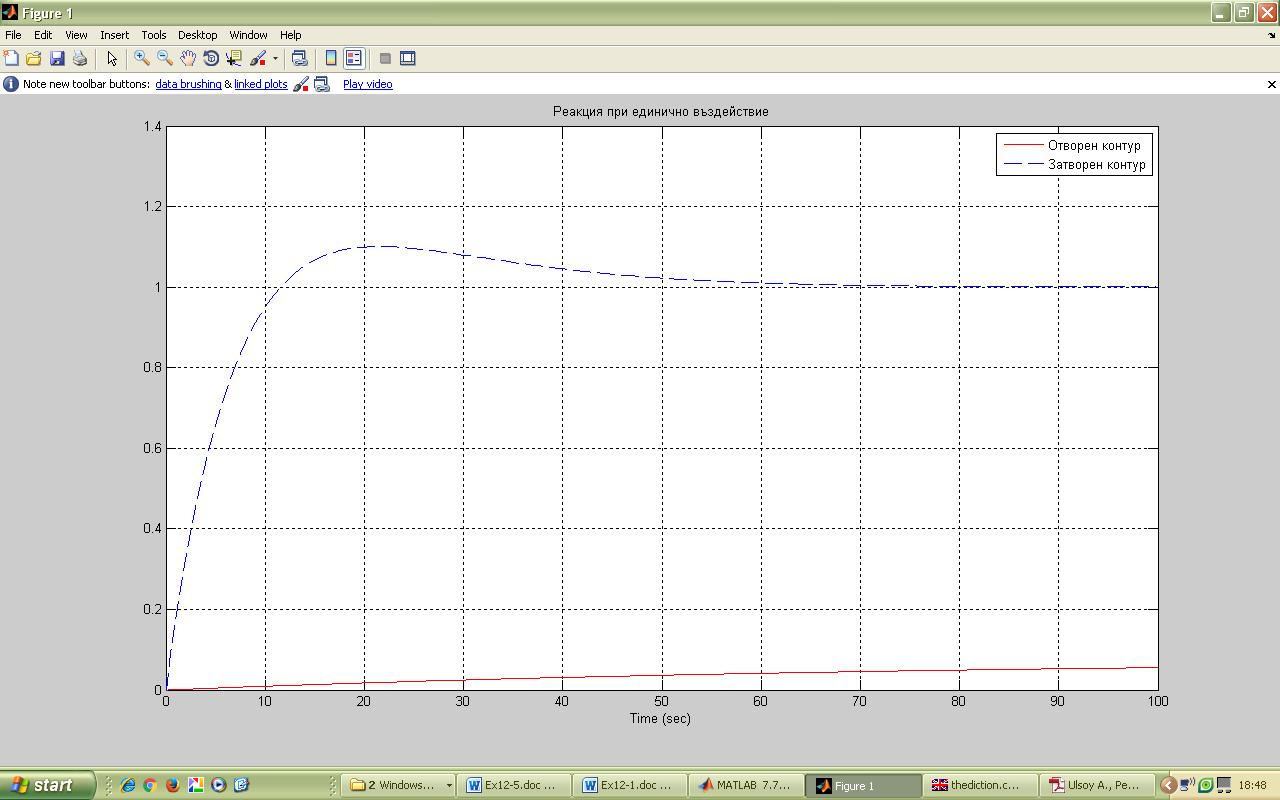 Figure 1
File Edit View Insert Tools Desktop Window Help
Note new toolbar buttons: data brushing & linked plots Play video
Реакция при единично въздействие
Отворен контур
Затворен контур
1.4
1.2
1
0.8
0.6
0.4
0.2
0
0 10 20 30 40 50 60 70 80 90 100
Time (sec)
start 2 Windows... Ex12-5.doc ... Ex12-1.doc ... MATLAB 7.7... Figure 1 thediction.c... Ulsoy A., Pe... 18:48